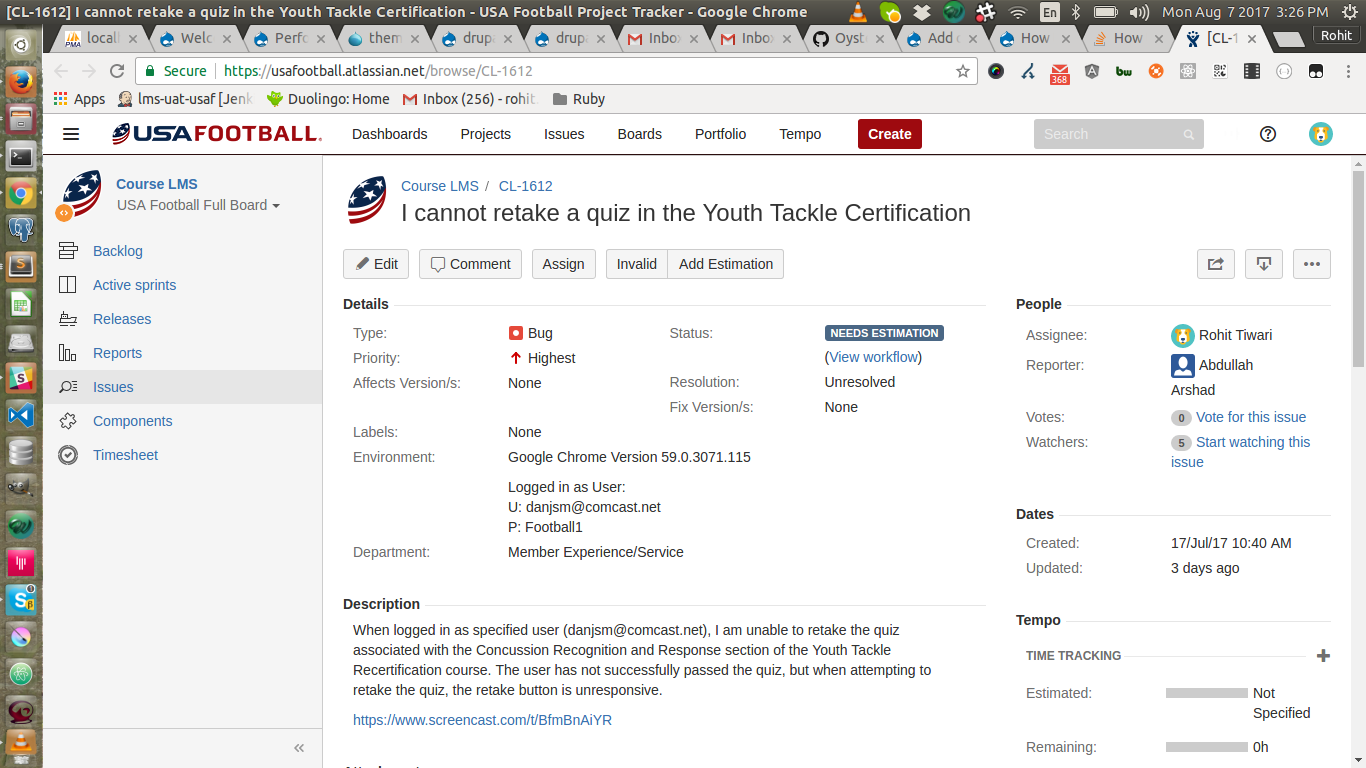 [CL-1612] I cannot retake a quiz in the Youth Tackle Certification - USA Football Project Tracker - Google Chrome
En
Mon Aug 7 2017 3:26 PM
locall
Welc
Perfo
them
drup
drup
Inbo
Inbo
Oyst
Add
How
How
[CL-1
Rohit
Secure
https://usafootball.atlassian.net/browse/CL-1612
368
Apps
lms-uat-usaf [Jenk
Duolingo: Home
Inbox (256) - rohit
Ruby
USA FOOTBALL
Dashboards
Projects
Issues
Boards
Portfolio
Tempo
Create
Search
Course LMS
USA Football Full Board
Backlog
Active sprints
Releases
Reports
Issues
Components
Timesheet
Course LMS / CL-1612
I cannot retake a quiz in the Youth Tackle Certification
Edit
Comment
Assign
Invalid
Add Estimation
Details
Type: Bug
Priority: Highest
Affects Version/s: None
Status: NEEDS ESTIMATION
(View workflow)
Resolution: Unresolved
Fix Version/s: None
Labels: None
Environment: Google Chrome Version 59.0.3071.115
Logged in as User:
U: danjsm@comcast.net
P: Football1
Department: Member Experience/Service
Description
When logged in as specified user (danjsm@comcast.net), I am unable to retake the quiz
associated with the Concussion Recognition and Response section of the Youth Tackle
Recertification course. The user has not successfully passed the quiz, but when attempting to
retake the quiz, the retake button is unresponsive.
https://www.screencast.com/t/BfmBnAiYR
People
Assignee: Rohit Tiwari
Reporter: Abdullah
Arshad
Votes: 0 Vote for this issue
Watchers: 5 Start watching this
issue
Dates
Created: 17/Jul/17 10:40 AM
Updated: 3 days ago
Tempo
TIME TRACKING
Estimated: Not
Specified
Remaining: 0h